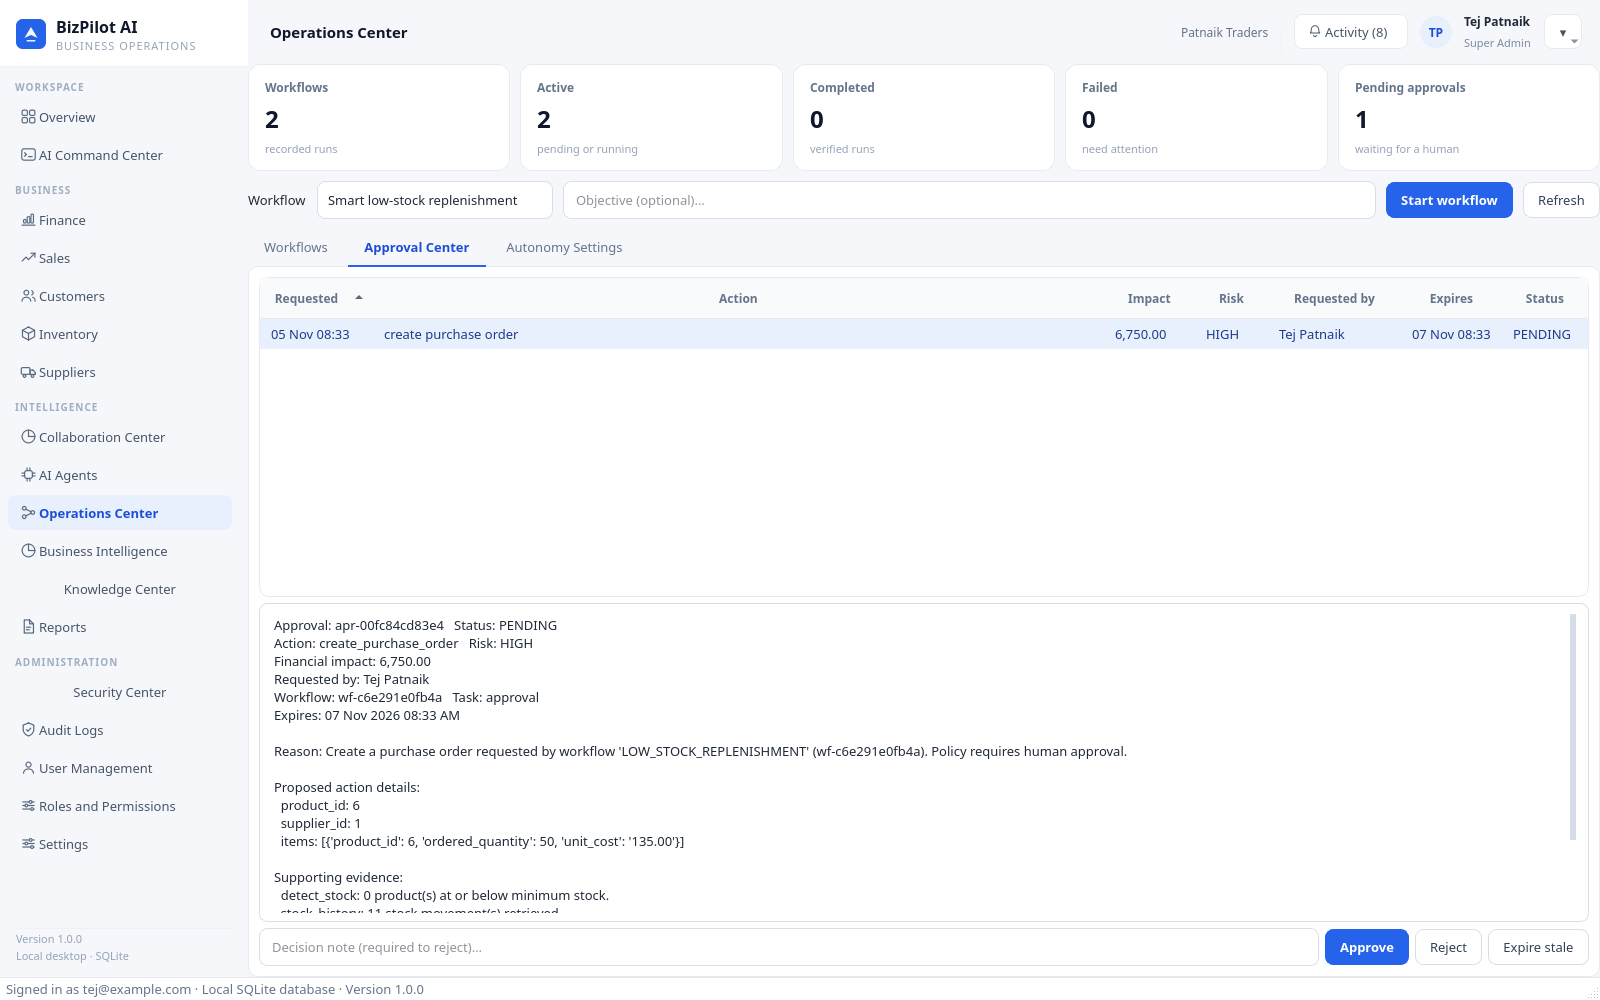 BizPilot AI
BUSINESS OPERATIONS
WORKSPACE
Overview
AI Command Center
BUSINESS
Finance
Sales
Customers
Inventory
Suppliers
INTELLIGENCE
Collaboration Center
AI Agents
Operations Center
Business Intelligence
Knowledge Center
Reports
ADMINISTRATION
Security Center
Audit Logs
User Management
Roles and Permissions
Settings
Version 1.0.0
Local desktop · SQLite
Operations Center
Patnaik Traders
Activity (8)
TP
Tej Patnaik
Super Admin
Workflows
2
recorded runs
Active
2
pending or running
Completed
0
verified runs
Failed
0
need attention
Pending approvals
1
waiting for a human
Workflow
Smart low-stock replenishment
Objective (optional)...
Start workflow
Refresh
Workflows
Approval Center
Autonomy Settings
Requested Action Impact Risk Requested by Expires Status
05 Nov 08:33 create purchase order 6,750.00 HIGH Tej Patnaik 07 Nov 08:33 PENDING
Approval: apr-00fc84cd83e4 Status: PENDING
Action: create_purchase_order Risk: HIGH
Financial impact: 6,750.00
Requested by: Tej Patnaik
Workflow: wf-c6e291e0fb4a Task: approval
Expires: 07 Nov 2026 08:33 AM
Reason: Create a purchase order requested by workflow 'LOW_STOCK_REPLENISHMENT' (wf-c6e291e0fb4a). Policy requires human approval.
Proposed action details:
product_id: 6
supplier_id: 1
items: [{'product_id': 6, 'ordered_quantity': 50, 'unit_cost': '135.00'}]
Supporting evidence:
detect_stock: 0 product(s) at or below minimum stock.
stock_history: 11 stock movement(s) retrieved
Decision note (required to reject)...
Approve
Reject
Expire stale
Signed in as tej@example.com · Local SQLite database · Version 1.0.0